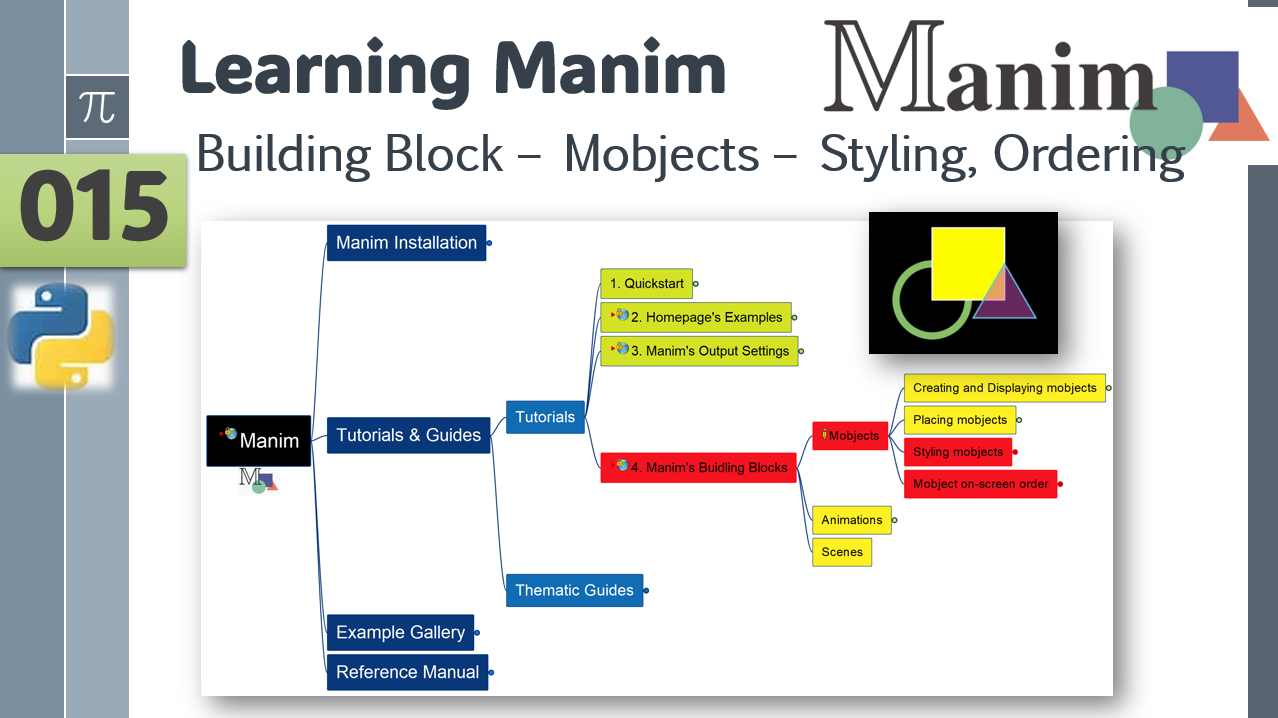 Learning Manim
Manim
π
Building Block – Mobjects – Styling, Ordering
015
Manim Installation
1. Quickstart
2. Homepage's Examples
3. Manim's Output Settings
Creating and Displaying mobjects
Tutorials
Placing mobjects
Manim
Tutorials & Guides
Mobjects
Styling mobjects
4. Manim's Buidling Blocks
Mobject on-screen order
M
Animations
Scenes
Thematic Guides
Example Gallery
Reference Manual